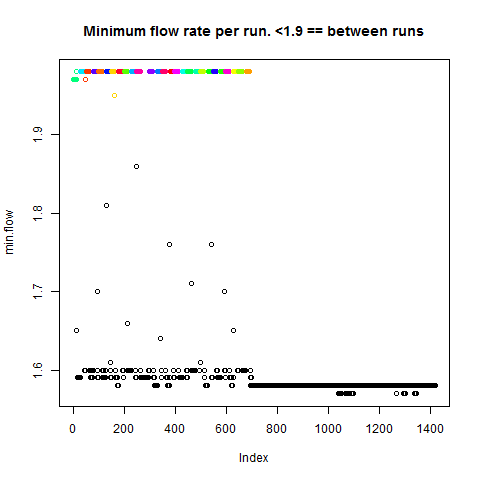 Minimum flow rate per run. <1.9 == between runs
min.flow
1.9
1.8
1.7
1.6
0 200 400 600 800 1000 1200 1400
Index